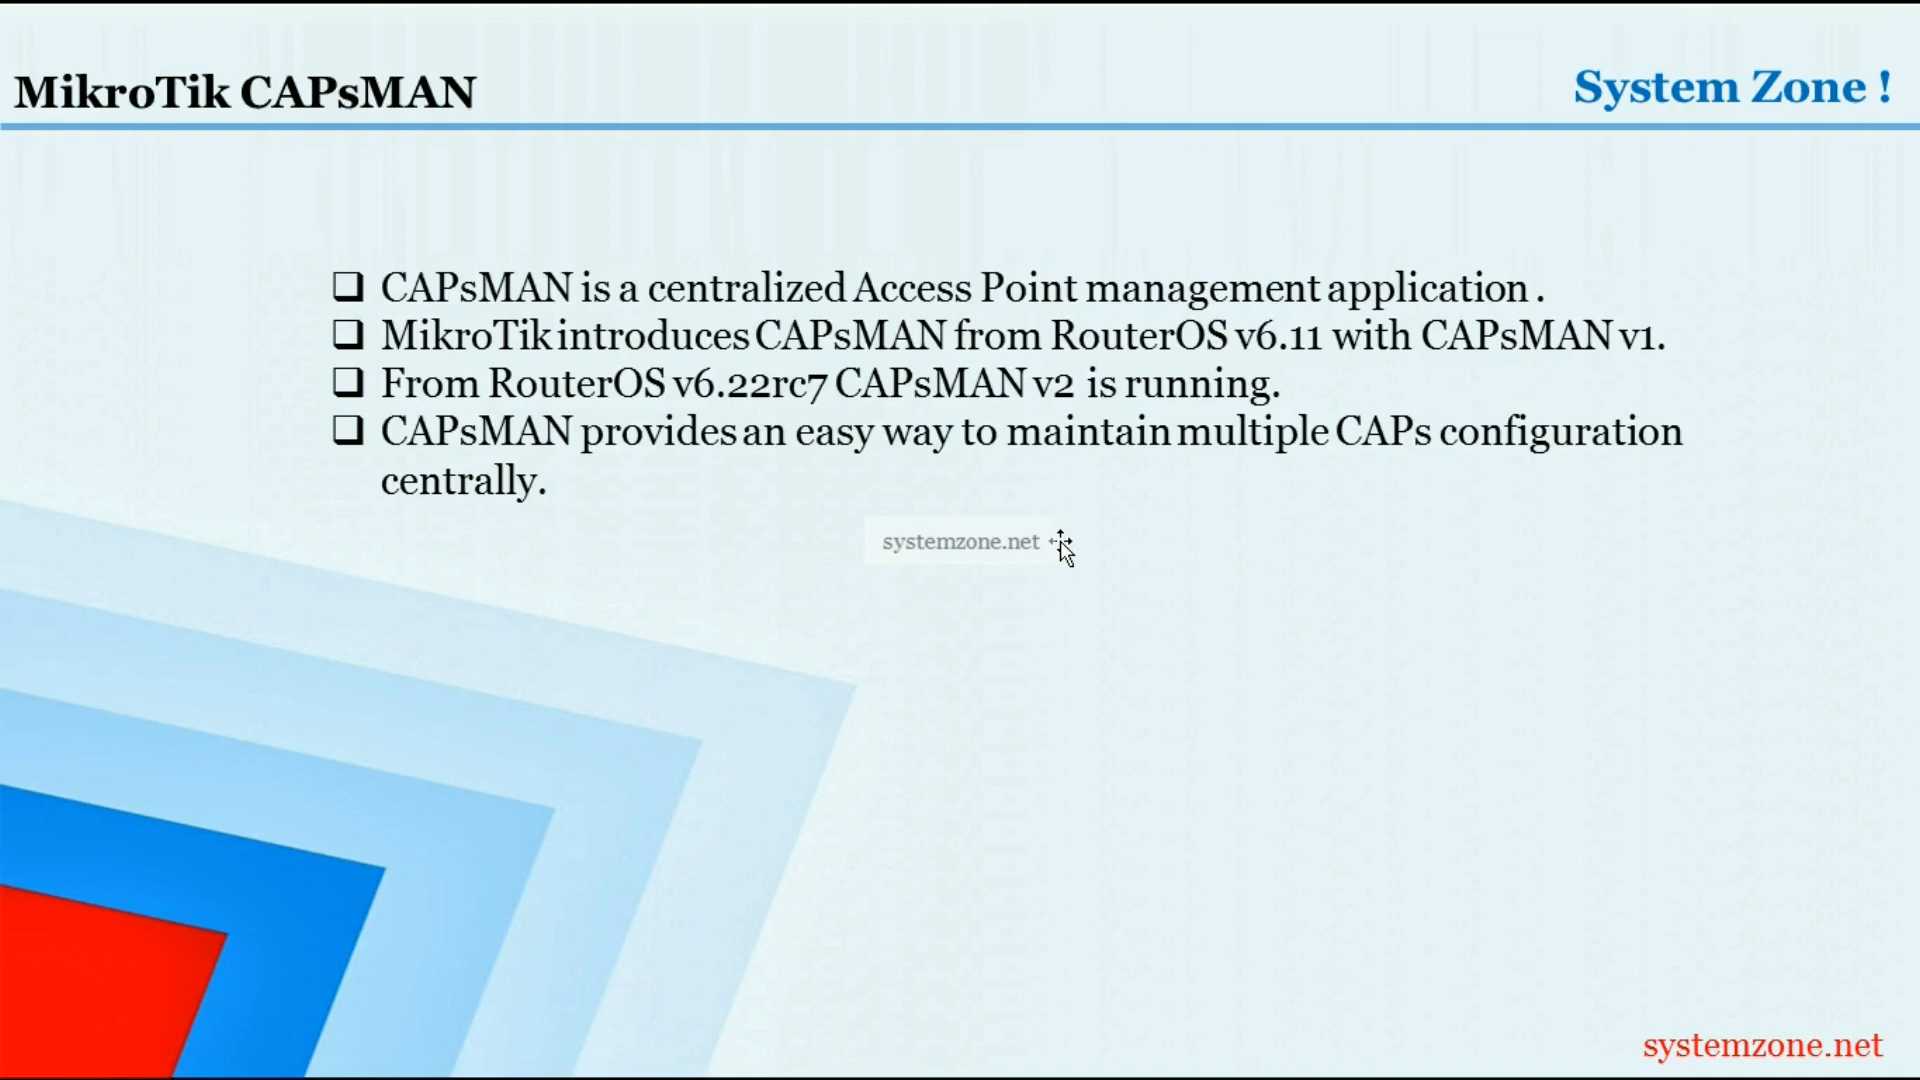 MikroTik CAPsMAN
System Zone !
CAPsMAN is a centralized Access Point management application .
MikroTik introduces CAPsMAN from RouterOS v6.11 with CAPsMAN v1.
From RouterOS v6.22rc7 CAPsMAN v2 is running.
CAPsMAN provides an easy way to maintain multiple CAPs configuration
centrally.
systemzone.net
systemzone.net